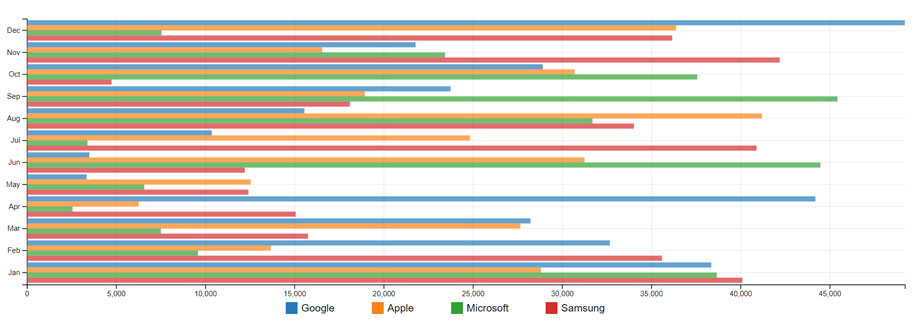 Dec
Nov
Oct
Sep
Aug
Jul
Jun
May
Apr
Mar
Feb
Jan
0 5,000 10,000 15,000 20,000 25,000 30,000 35,000 40,000 45,000
Google Apple Microsoft Samsung